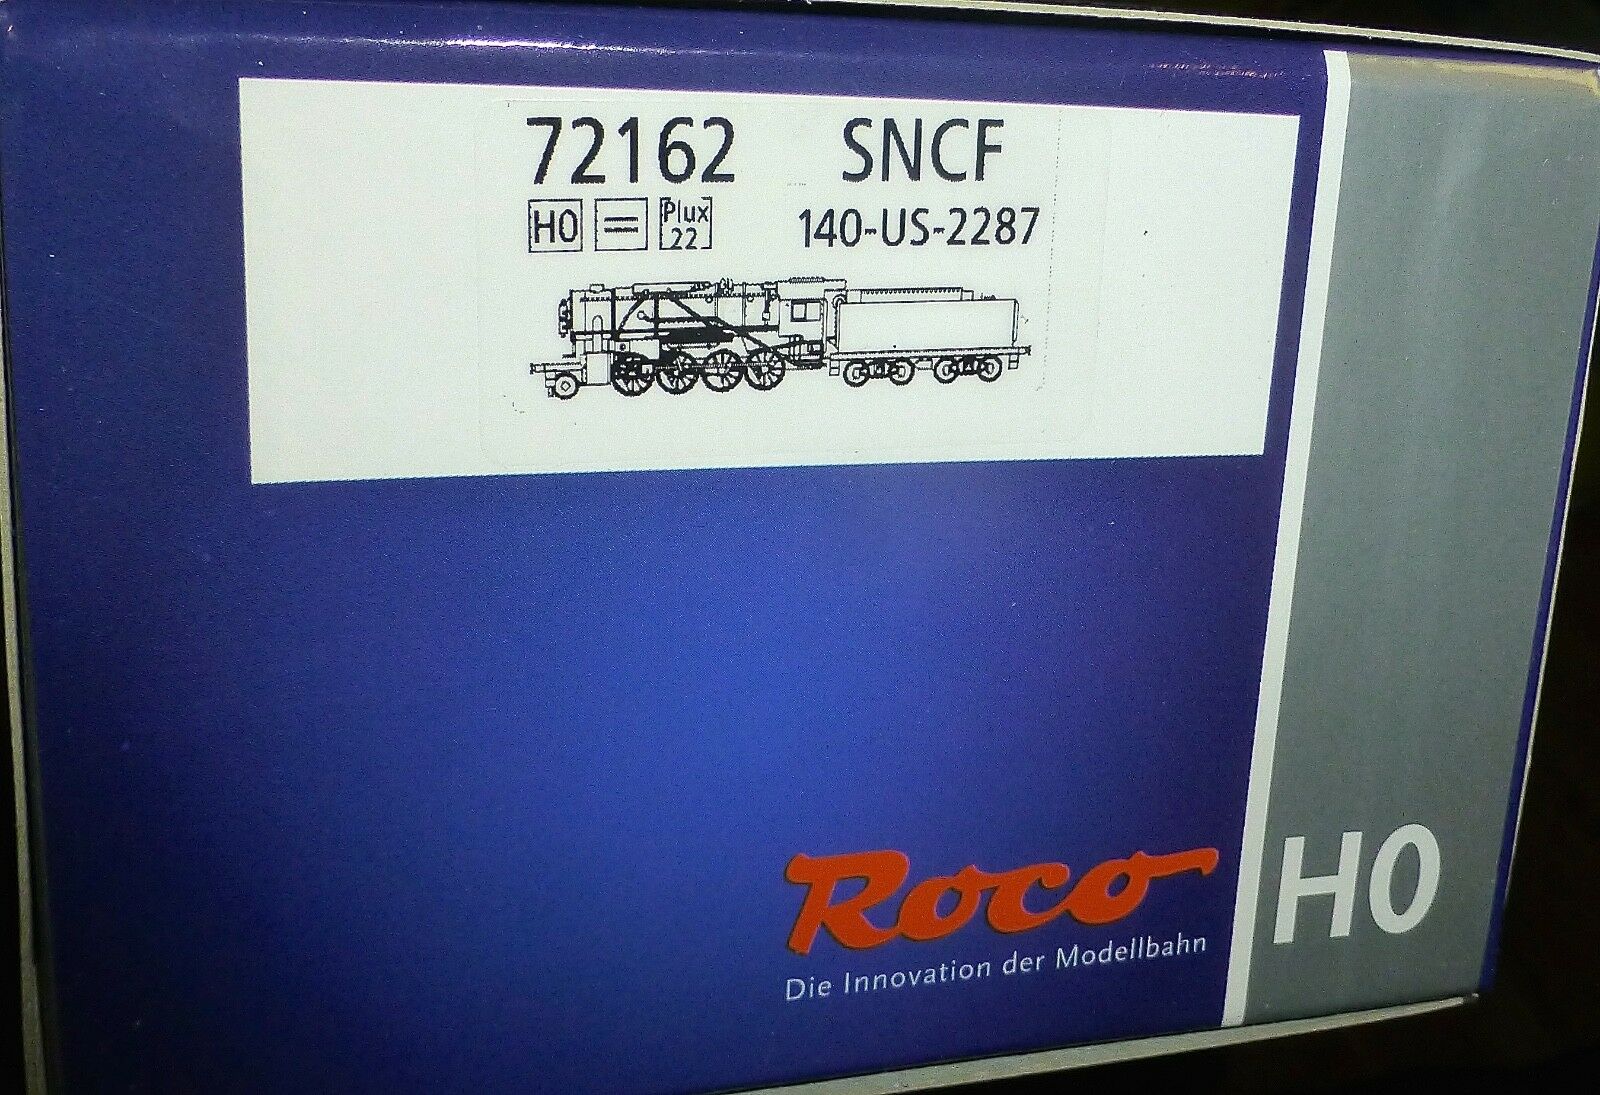 72162 SNCF
H0 = Plux 22 140-US-2287
Roco
Die Innovation der Modellbahn
H0